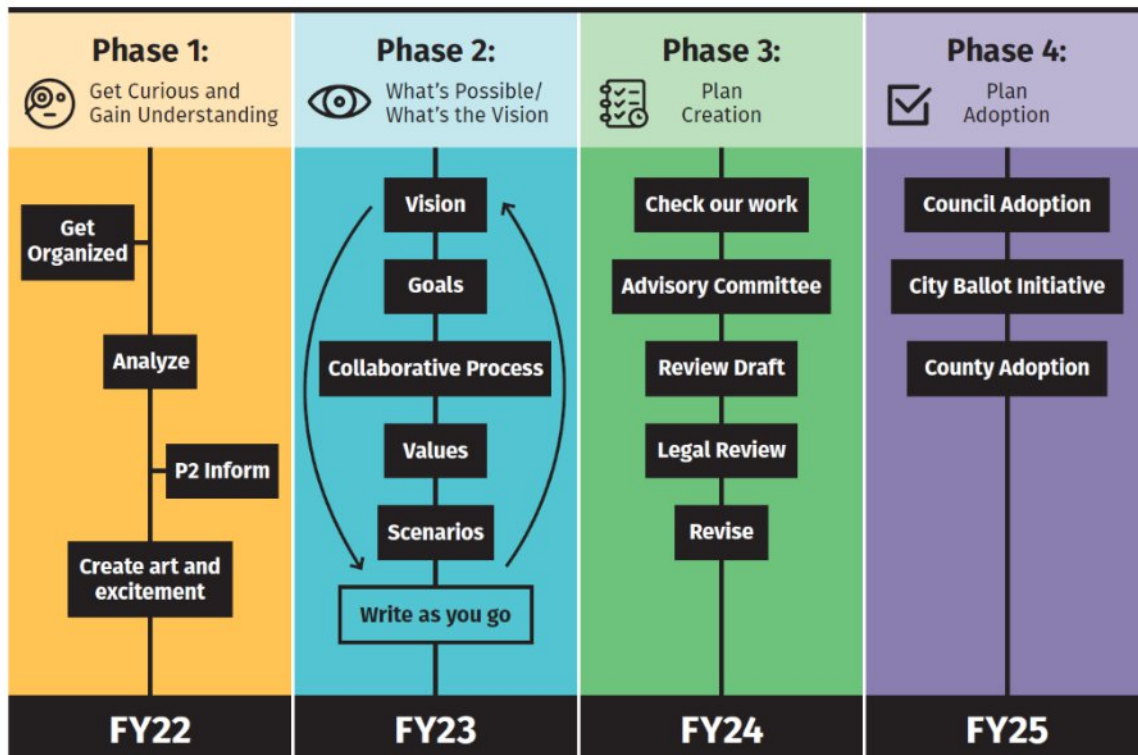 Phase 1:
Get Curious and
Gain Understanding
Get
Organized
Analyze
P2 Inform
Create art and
excitement
FY22
Phase 2:
What's Possible/
What's the Vision
Vision
Goals
Collaborative Process
Values
Scenarios
Write as you go
FY23
Phase 3:
Plan
Creation
Check our work
Advisory Committee
Review Draft
Legal Review
Revise
FY24
Phase 4:
Plan
Adoption
Council Adoption
City Ballot Initiative
County Adoption
FY25